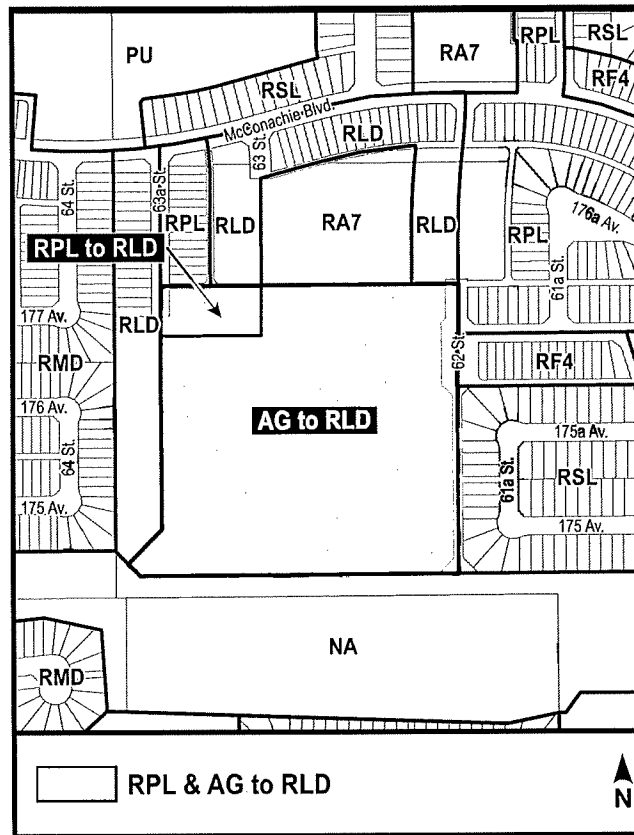 PU
RSL
RA7
RPL
RSL
RF4
McConachie Blvd.
63 St.
RLD
64 St.
63a St.
RPL
RLD
RA7
RLD
RPL
176a Av.
61a St.
RPL to RLD
177 Av.
RLD
62 St.
RMD
RF4
176 Av.
AG to RLD
64 St.
175a Av.
61a St.
RSL
175 Av.
175 Av.
NA
RMD
RPL & AG to RLD
N